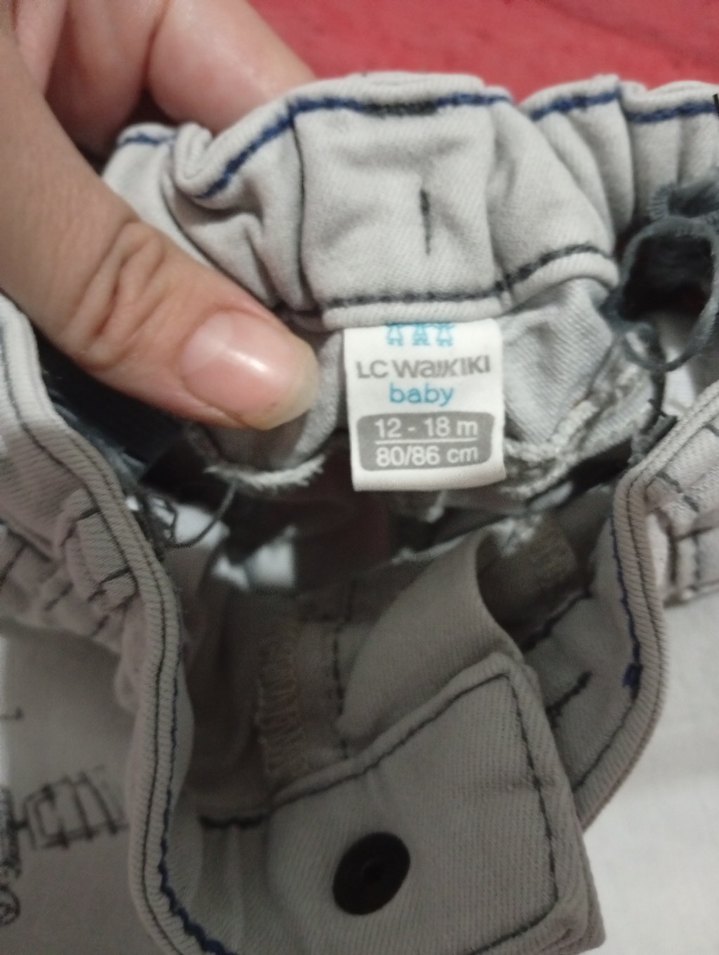 LC WAIKIKI
baby
12 - 18 m
80/86 cm